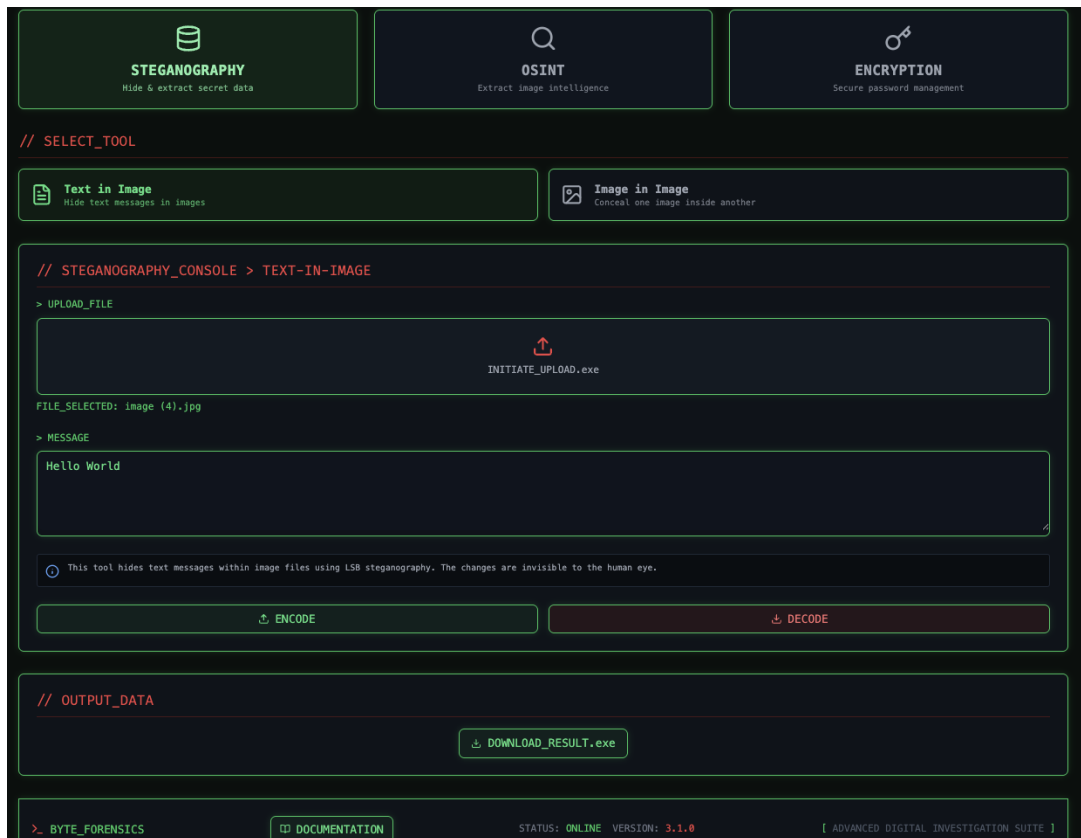 STEGANOGRAPHY
Hide & extract secret data
OSINT
Extract image intelligence
ENCRYPTION
Secure password management
// SELECT_TOOL
Text in Image
Hide text messages in images
Image in Image
Conceal one image inside another
// STEGANOGRAPHY_CONSOLE > TEXT-IN-IMAGE
> UPLOAD_FILE
INITIATE_UPLOAD.exe
FILE_SELECTED: image (4).jpg
> MESSAGE
Hello World
This tool hides text messages within image files using LSB steganography. The changes are invisible to the human eye.
ENCODE
DECODE
// OUTPUT_DATA
DOWNLOAD_RESULT.exe
>_ BYTE_FORENSICS
DOCUMENTATION
STATUS: ONLINE VERSION: 3.1.0
[ ADVANCED DIGITAL INVESTIGATION SUITE ]